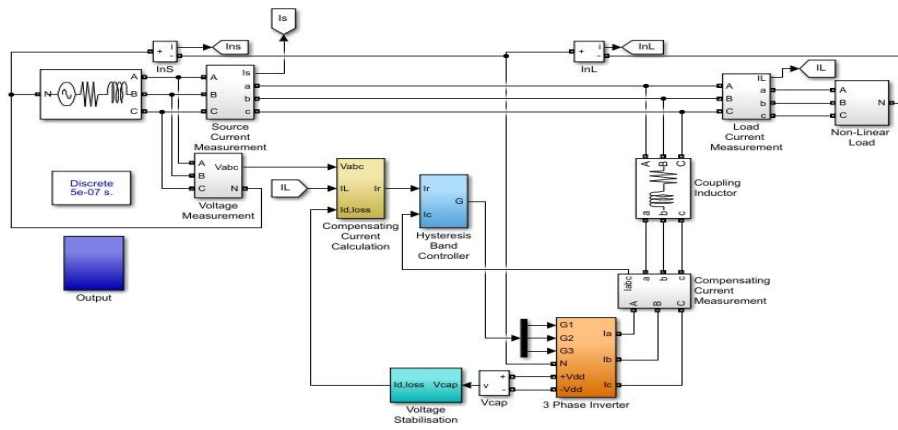 Is
i
+
-
Ins
InS
i
+
-
InL
InL
IL
N
A
B
C
A
B
C
Is
a
b
c
Source
Current
Measurement
A
B
C
IL
a
b
c
Load
Current
Measurement
A
B
C
N
Non-Linear
Load
Discrete
5e-07 s.
A
B
C
Vabc
N
Voltage
Measurement
IL
Vabc
IL
Id,loss
Ir
Compensating
Current
Calculation
Ir
Ic
G
Hysteresis
Band
Controller
A
B
C
a
b
c
Coupling
Inductor
Output
Iabc
a
b
c
A
B
C
Compensating
Current
Measurement
G1
G2
G3
N
+Vdd
-Vdd
Ia
Ib
Ic
3 Phase Inverter
Id,loss
Vcap
Voltage
Stabilisation
+
v
-
Vcap